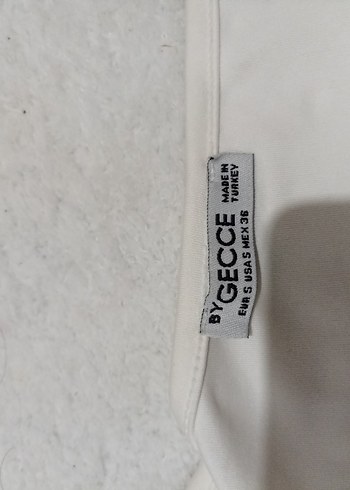 BY GECCE
MADE IN
TURKEY
EUR S USA S MEX 36